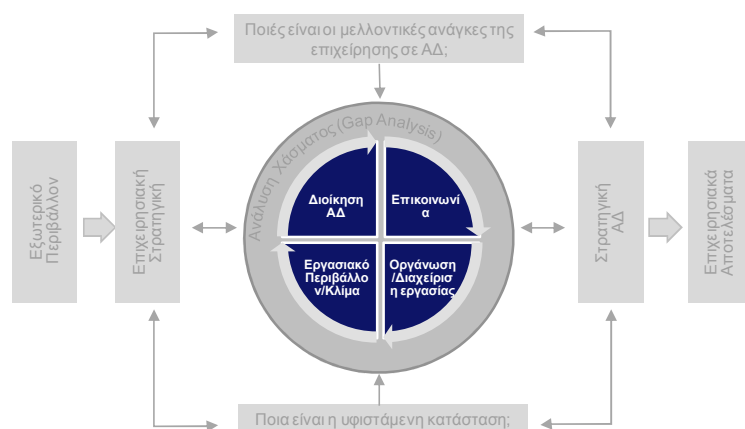 Ποιές είναι οι μελλοντικές ανάγκες της
επιχείρησης σε ΑΔ;
Ανάλυση Χάσματος (Gap Analysis)
Εξωτερικό
Περιβάλλον
Επιχειρησιακή
Στρατηγική
Διοίκηση
ΑΔ
Επικοινωνί
α
Εργασιακό
Περιβάλλο
ν/Κλίμα
Οργάνωση
/Διαχείρισ
η εργασίας
Στρατηγική
ΑΔ
Επιχειρησιακά
Αποτελέσματα
Ποια είναι η υφιστάμενη κατάσταση;